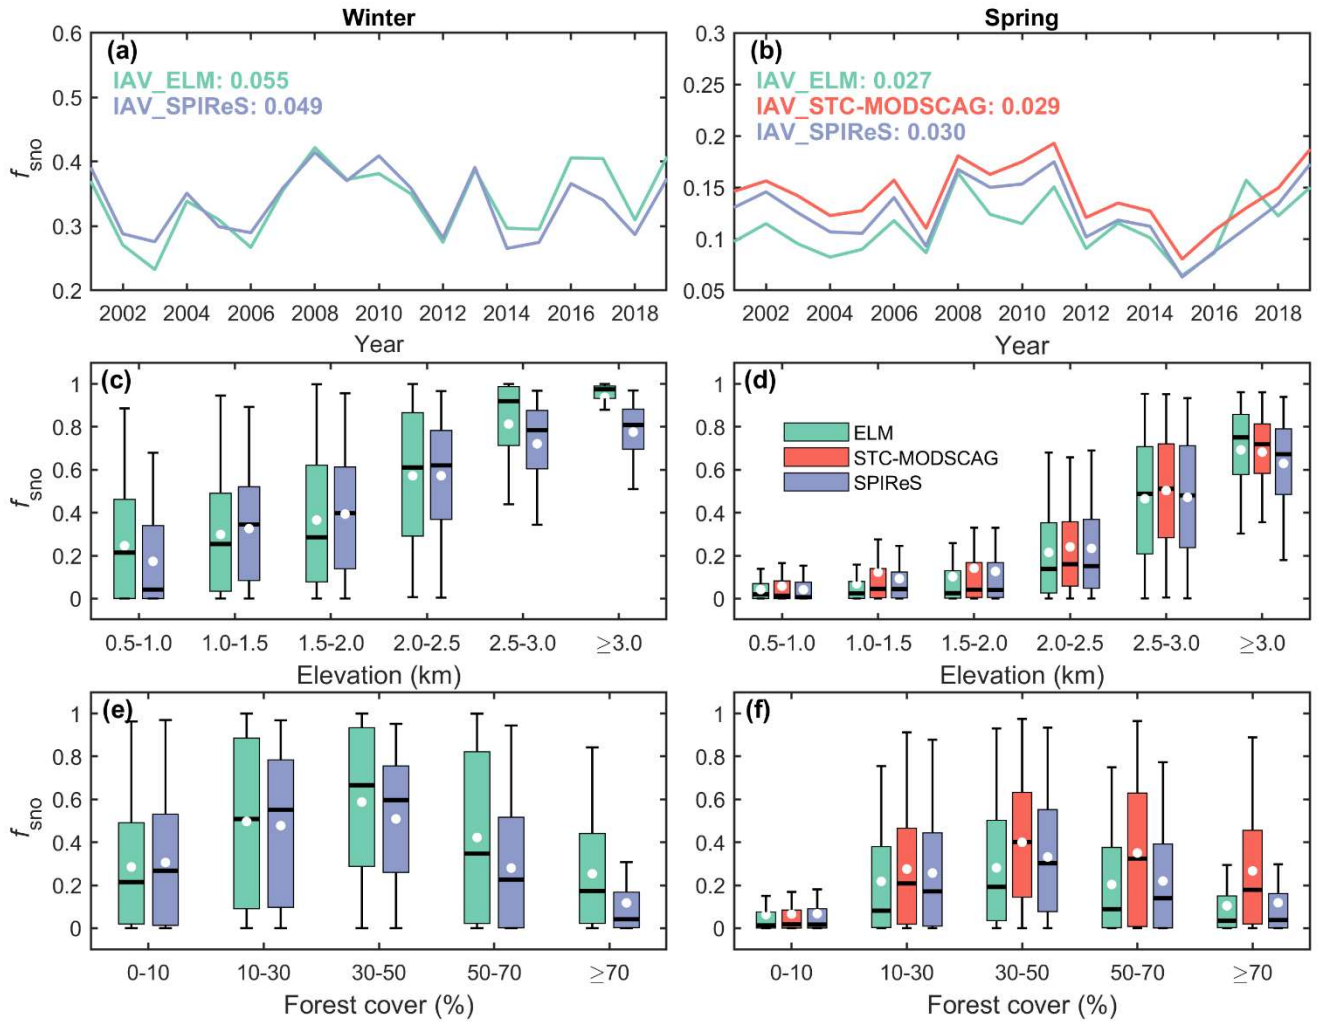 Winter
Spring
(a)
IAV_ELM: 0.055
IAV_SPIReS: 0.049
0.6
0.5
0.4
0.3
0.2
fsno
2002 2004 2006 2008 2010 2012 2014 2016 2018
Year
(b)
IAV_ELM: 0.027
IAV_STC-MODSCAG: 0.029
IAV_SPIReS: 0.030
0.3
0.25
0.2
0.15
0.1
0.05
2002 2004 2006 2008 2010 2012 2014 2016 2018
Year
(c)
1
0.8
0.6
0.4
0.2
0
fsno
0.5-1.0 1.0-1.5 1.5-2.0 2.0-2.5 2.5-3.0 ≥3.0
Elevation (km)
(d)
ELM
STC-MODSCAG
SPIReS
1
0.8
0.6
0.4
0.2
0
0.5-1.0 1.0-1.5 1.5-2.0 2.0-2.5 2.5-3.0 ≥3.0
Elevation (km)
(e)
1
0.8
0.6
0.4
0.2
0
fsno
0-10 10-30 30-50 50-70 ≥70
Forest cover (%)
(f)
1
0.8
0.6
0.4
0.2
0
0-10 10-30 30-50 50-70 ≥70
Forest cover (%)